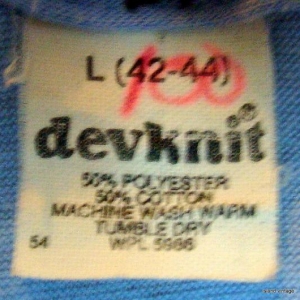 L (42-44)
100
devknit®
50% POLYESTER
50% COTTON
MACHINE WASH WARM
TUMBLE DRY
54 WPL 5986